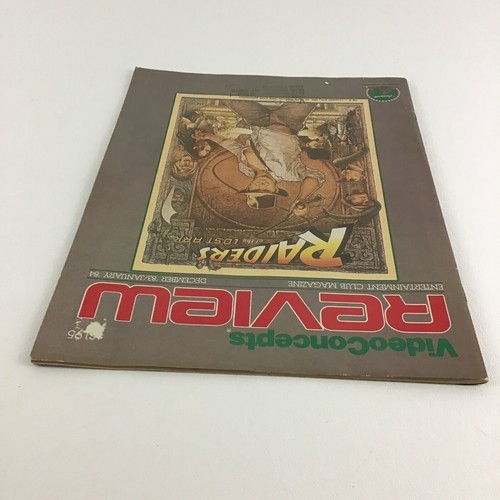 VideoConcepts
REVIEW
ENTERTAINMENT CLUB MAGAZINE
DECEMBER '83/JANUARY '84
RAIDERS
of the LOST ARK